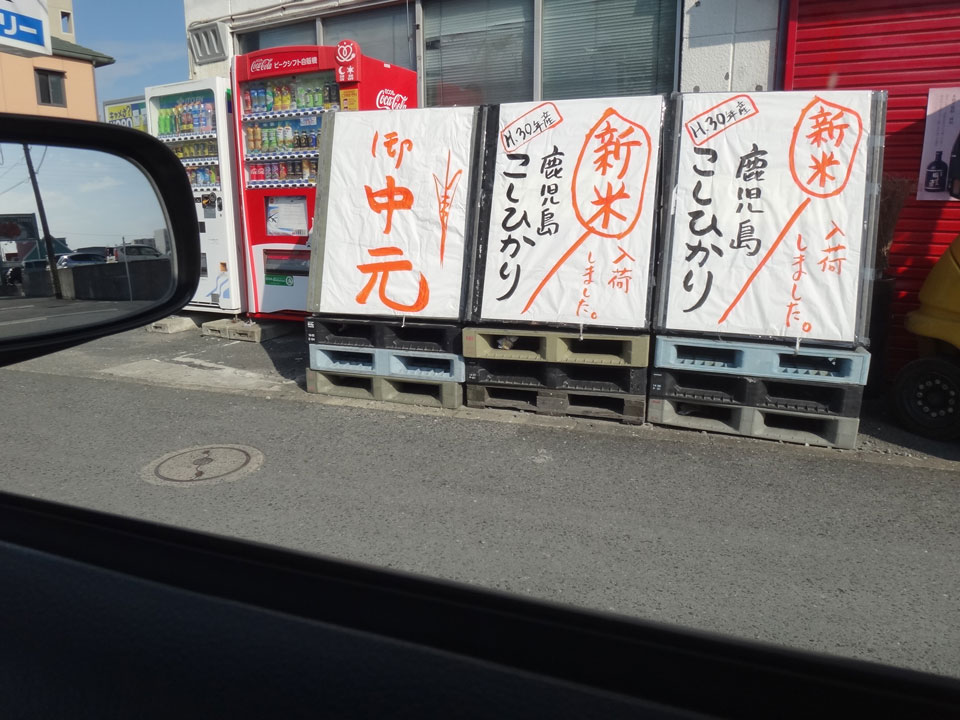 リー
Coca-Cola ピークシフト自販機
Coca-Cola
御中元
H.30年産
新米
入荷しました。
鹿児島
こしひかり
H.30年産
新米
入荷しました。
鹿児島
こしひかり